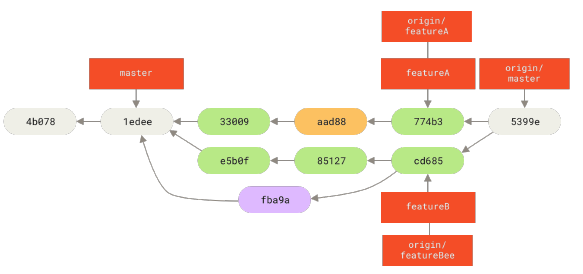 origin/
featureA
master
featureA
origin/
master
4b078
1edee
33009
aad88
774b3
5399e
e5b0f
85127
cd685
fba9a
featureB
origin/
featureBee